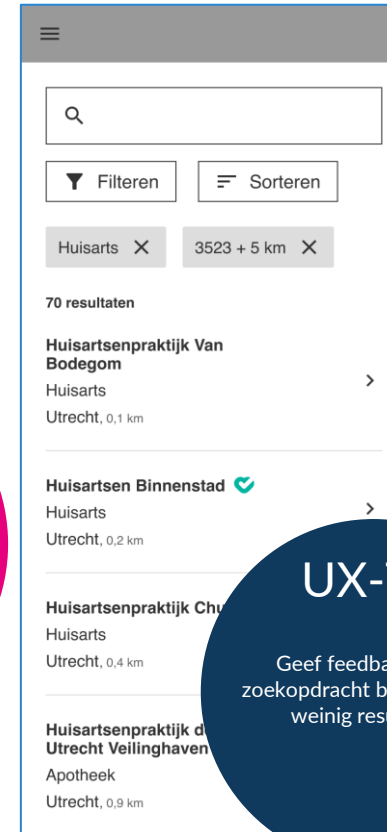 Filteren
Sorteren
Huisarts
3523 + 5 km
70 resultaten
Huisartsenpraktijk Van
Bodegom
Huisarts
Utrecht, 0,1 km
Huisartsen Binnenstad
Huisarts
Utrecht, 0,2 km
Huisartsenpraktijk
Huisarts
Utrecht, 0,4 km
Huisartsenpraktijk
Utrecht Veilinghaven
Apotheek
Utrecht, 0,9 km
UX-
Geef
zoekopdracht
weinig